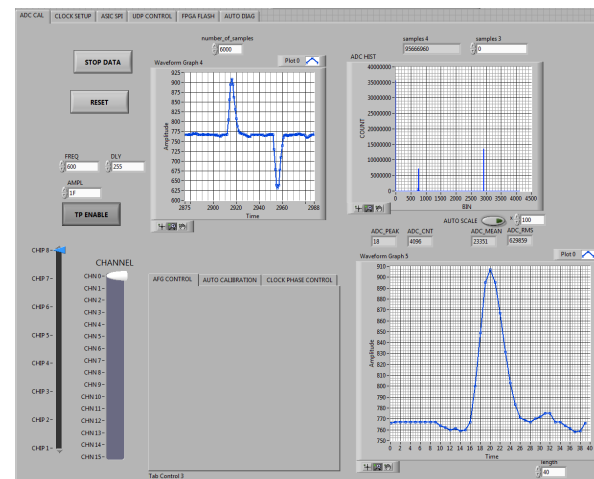 ADC CAL CLOCK SETUP ASIC SPI UDP CONTROL FPGA FLASH AUTO DIAG
number_of_samples
6000
samples 4 samples 3
95666960 0
STOP DATA
RESET
Waveform Graph 4 Plot 0
925
900
875
850
825
800
775
750
725
700
675
650
625
600
Amplitude
2875 2900 2920 2940 2960 2988
Time
ADC HIST
40000000
35000000
30000000
25000000
20000000
15000000
10000000
5000000
0
COUNT
0 500 1000 1500 2000 2500 3000 3500 4000 4500
BIN
FREQ DLY
600 255
AMPL
1F
TP ENABLE
AUTO SCALE x 100
ADC_PEAK ADC_CNT ADC_MEAN ADC_RMS
18 4096 23351 629859
CHIP 8
CHIP 7
CHIP 6
CHIP 5
CHIP 4
CHIP 3
CHIP 2
CHIP 1
CHANNEL
CHN 0
CHN 1
CHN 2
CHN 3
CHN 4
CHN 5
CHN 6
CHN 7
CHN 8
CHN 9
CHN 10
CHN 11
CHN 12
CHN 13
CHN 14
CHN 15
AFG CONTROL AUTO CALIBRATION CLOCK PHASE CONTROL
Tab Control 3
Waveform Graph 5 Plot 0
910
900
890
880
870
860
850
840
830
820
810
800
790
780
770
760
750
Amplitude
0 2 4 6 8 10 12 14 16 18 20 22 24 26 28 30 32 34 36 38 40
Time
length
40